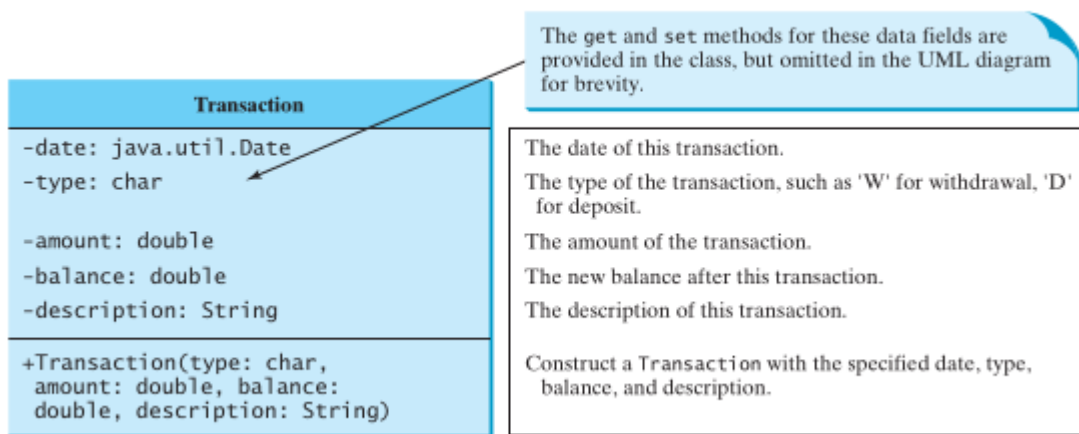 The get and set methods for these data fields are
provided in the class, but omitted in the UML diagram
for brevity.
Transaction
-date: java.util.Date
The date of this transaction.
-type: char
The type of the transaction, such as 'W' for withdrawal, 'D'
for deposit.
-amount: double
The amount of the transaction.
-balance: double
The new balance after this transaction.
-description: String
The description of this transaction.
+Transaction(type: char,
amount: double, balance:
double, description: String)
Construct a Transaction with the specified date, type,
balance, and description.